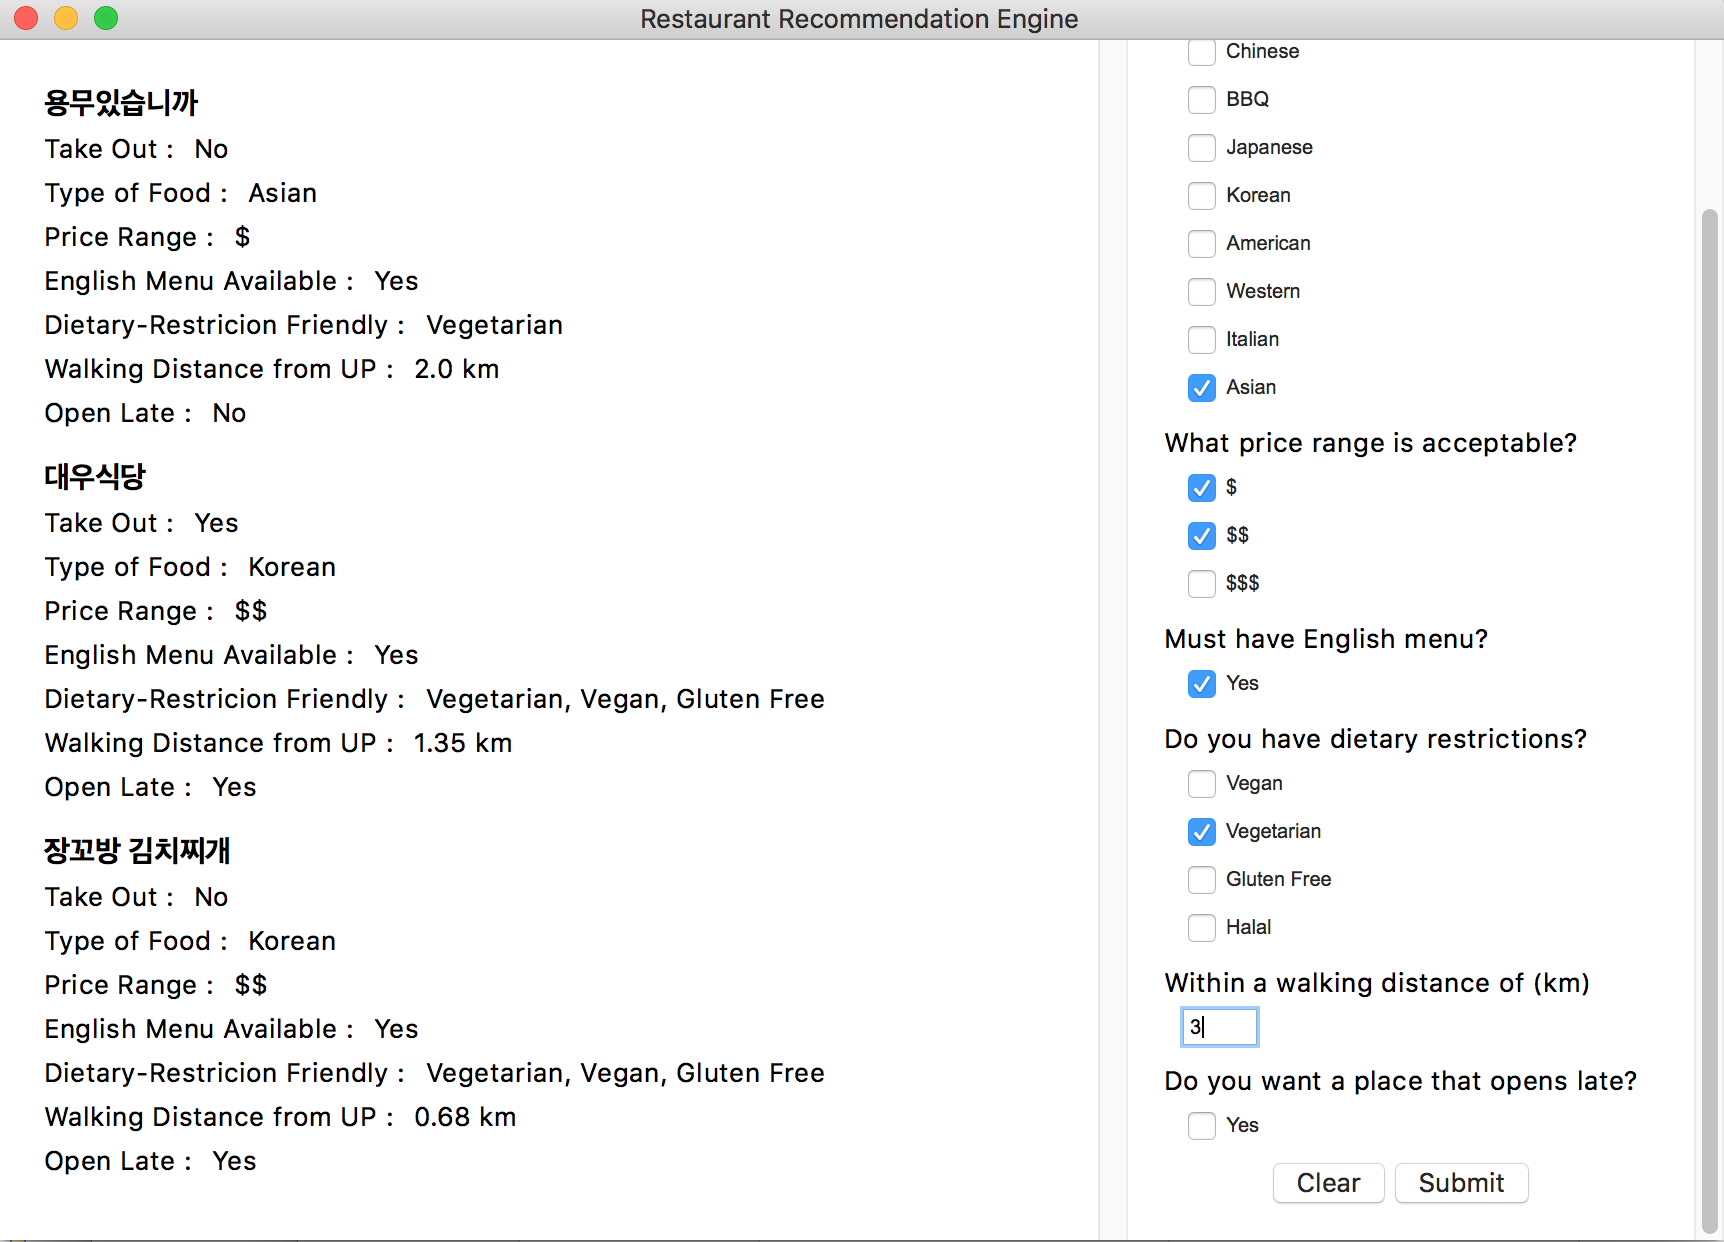 Restaurant Recommendation Engine
용무있습니까
Take Out : No
Type of Food : Asian
Price Range : $
English Menu Available : Yes
Dietary-Restricion Friendly : Vegetarian
Walking Distance from UP : 2.0 km
Open Late : No
대우식당
Take Out : Yes
Type of Food : Korean
Price Range : $$
English Menu Available : Yes
Dietary-Restricion Friendly : Vegetarian, Vegan, Gluten Free
Walking Distance from UP : 1.35 km
Open Late : Yes
장꼬방 김치찌개
Take Out : No
Type of Food : Korean
Price Range : $$
English Menu Available : Yes
Dietary-Restricion Friendly : Vegetarian, Vegan, Gluten Free
Walking Distance from UP : 0.68 km
Open Late : Yes
Chinese
BBQ
Japanese
Korean
American
Western
Italian
Asian
What price range is acceptable?
$
$$
$$$
Must have English menu?
Yes
Do you have dietary restrictions?
Vegan
Vegetarian
Gluten Free
Halal
Within a walking distance of (km)
3
Do you want a place that opens late?
Yes
Clear Submit